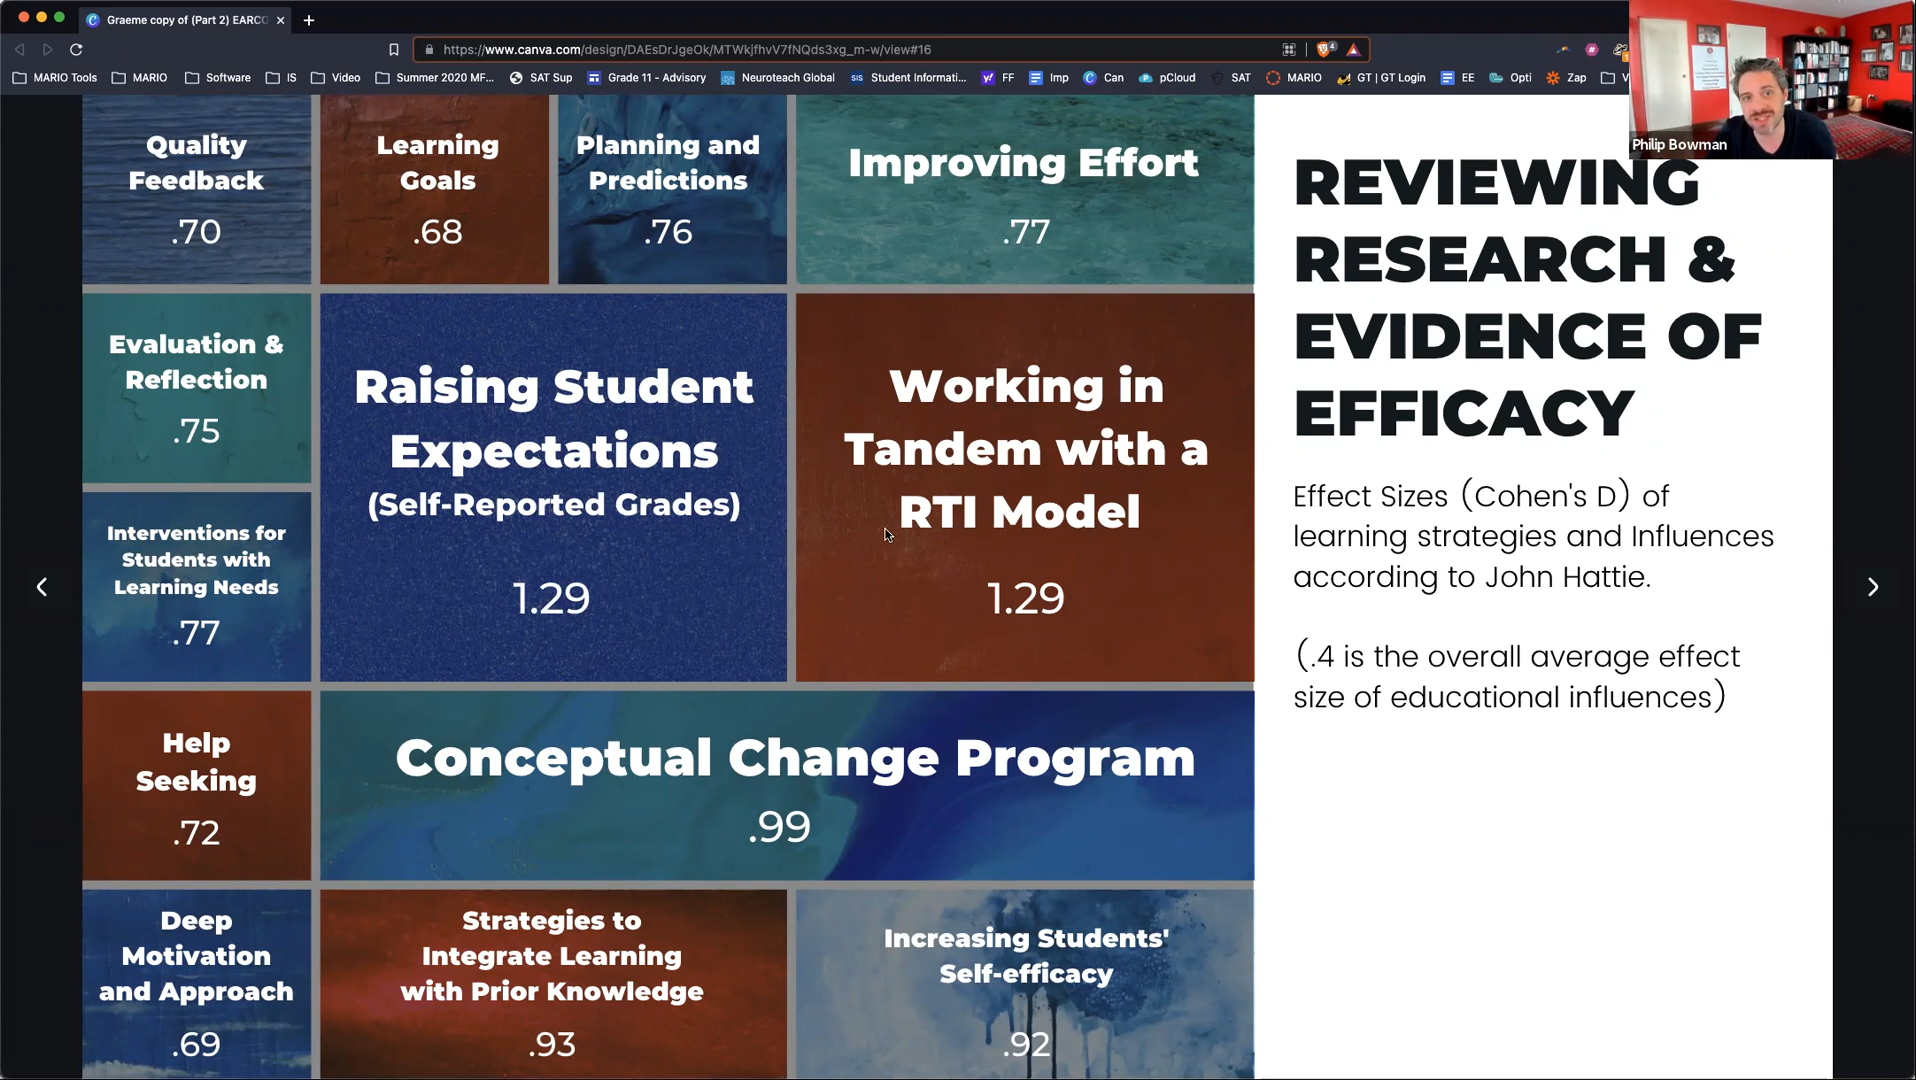 Graeme copy of (Part 2) EARCO
https://www.canva.com/design/DAEsDrJgeOk/MTWkjfhvV7fNQds3xg_m-w/view#16
4
MARIO Tools MARIO Software IS Video Summer 2020 MF... SAT Sup Grade 11 - Advisory Neuroteach Global SIS Student Informati... FF Imp Can pCloud SAT MARIO GT | GT Login EE Opti Zap V
Philip Bowman
Quality
Feedback
.70
Learning
Goals
.68
Planning and
Predictions
.76
Improving Effort
.77
Evaluation &
Reflection
.75
Raising Student
Expectations
(Self-Reported Grades)
1.29
Working in
Tandem with a
RTI Model
1.29
Interventions for
Students with
Learning Needs
.77
Help
Seeking
.72
Conceptual Change Program
.99
Deep
Motivation
and Approach
.69
Strategies to
Integrate Learning
with Prior Knowledge
.93
Increasing Students'
Self-efficacy
.92
REVIEWING
RESEARCH &
EVIDENCE OF
EFFICACY
Effect Sizes (Cohen's D) of
learning strategies and Influences
according to John Hattie.
(.4 is the overall average effect
size of educational influences)